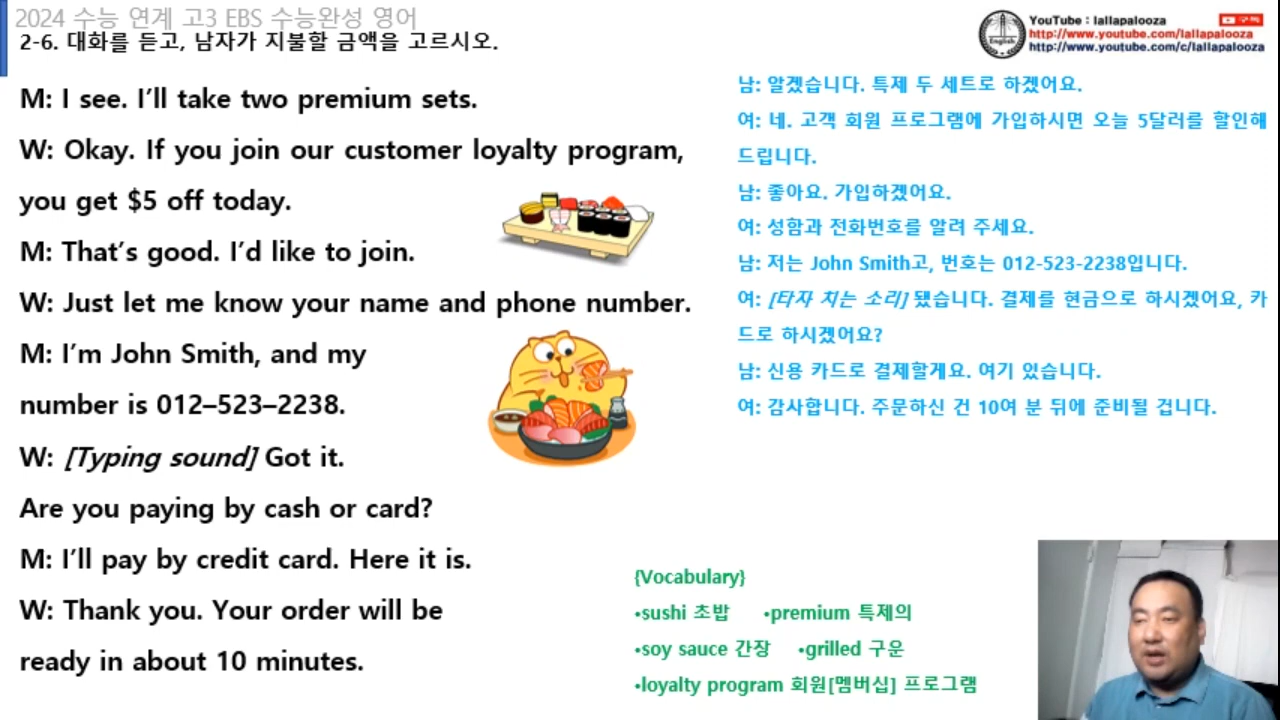 2024 수능 연계 고3 EBS 수능완성 영어
2-6. 대화를 듣고, 남자가 지불할 금액을 고르시오.
YouTube : lallapalooza
구독
http://www.youtube.com/lallapalooza
http://www.youtube.com/c/lallapalooza
English
M: I see. I’ll take two premium sets.
W: Okay. If you join our customer loyalty program,
you get $5 off today.
M: That’s good. I’d like to join.
W: Just let me know your name and phone number.
M: I’m John Smith, and my
number is 012–523–2238.
W: [Typing sound] Got it.
Are you paying by cash or card?
M: I’ll pay by credit card. Here it is.
W: Thank you. Your order will be
ready in about 10 minutes.
남: 알겠습니다. 특제 두 세트로 하겠어요.
여: 네. 고객 회원 프로그램에 가입하시면 오늘 5달러를 할인해
드립니다.
남: 좋아요. 가입하겠어요.
여: 성함과 전화번호를 알려 주세요.
남: 저는 John Smith고, 번호는 012-523-2238입니다.
여: [타자 치는 소리] 됐습니다. 결제를 현금으로 하시겠어요, 카
드로 하시겠어요?
남: 신용 카드로 결제할게요. 여기 있습니다.
여: 감사합니다. 주문하신 건 10여 분 뒤에 준비될 겁니다.
{Vocabulary}
•sushi 초밥 •premium 특제의
•soy sauce 간장 •grilled 구운
•loyalty program 회원[멤버십] 프로그램